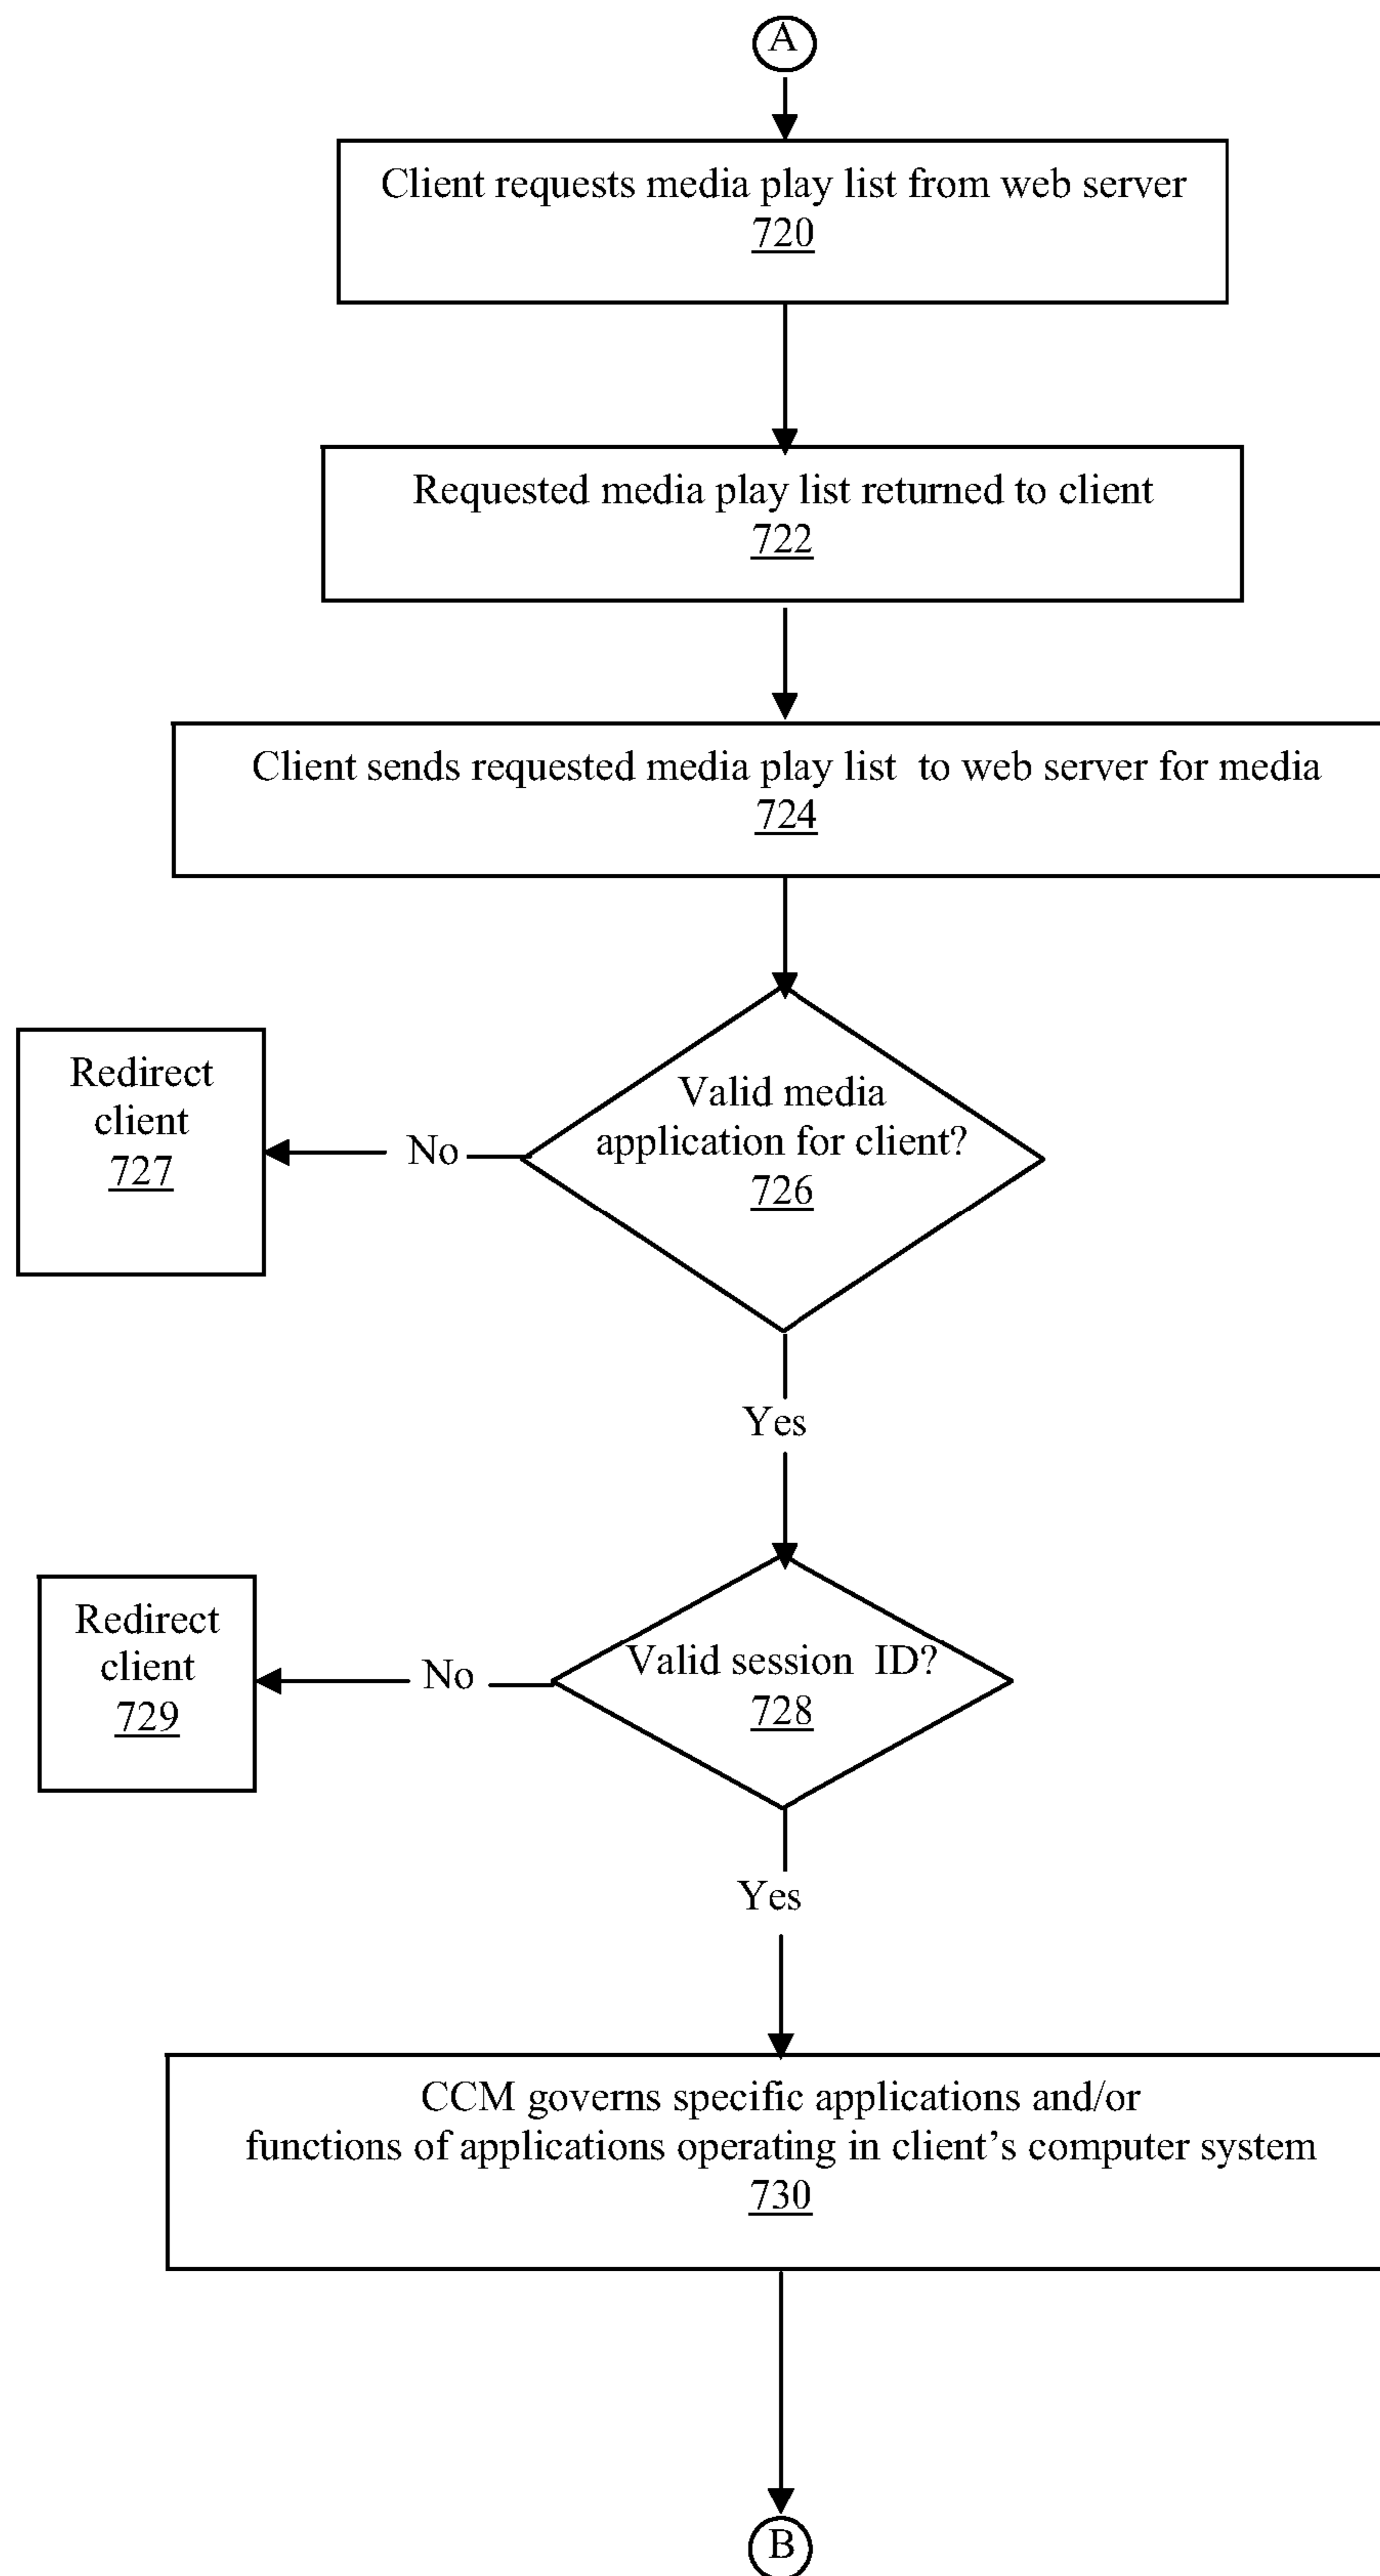 A
Client requests media play list from web server
720
Requested media play list returned to client
722
Client sends requested media play list to web server for media
724
Valid media
application for client?
726
No
Redirect
client
727
Yes
Valid session ID?
728
No
Redirect
client
729
Yes
CCM governs specific applications and/or
functions of applications operating in client's computer system
730
B